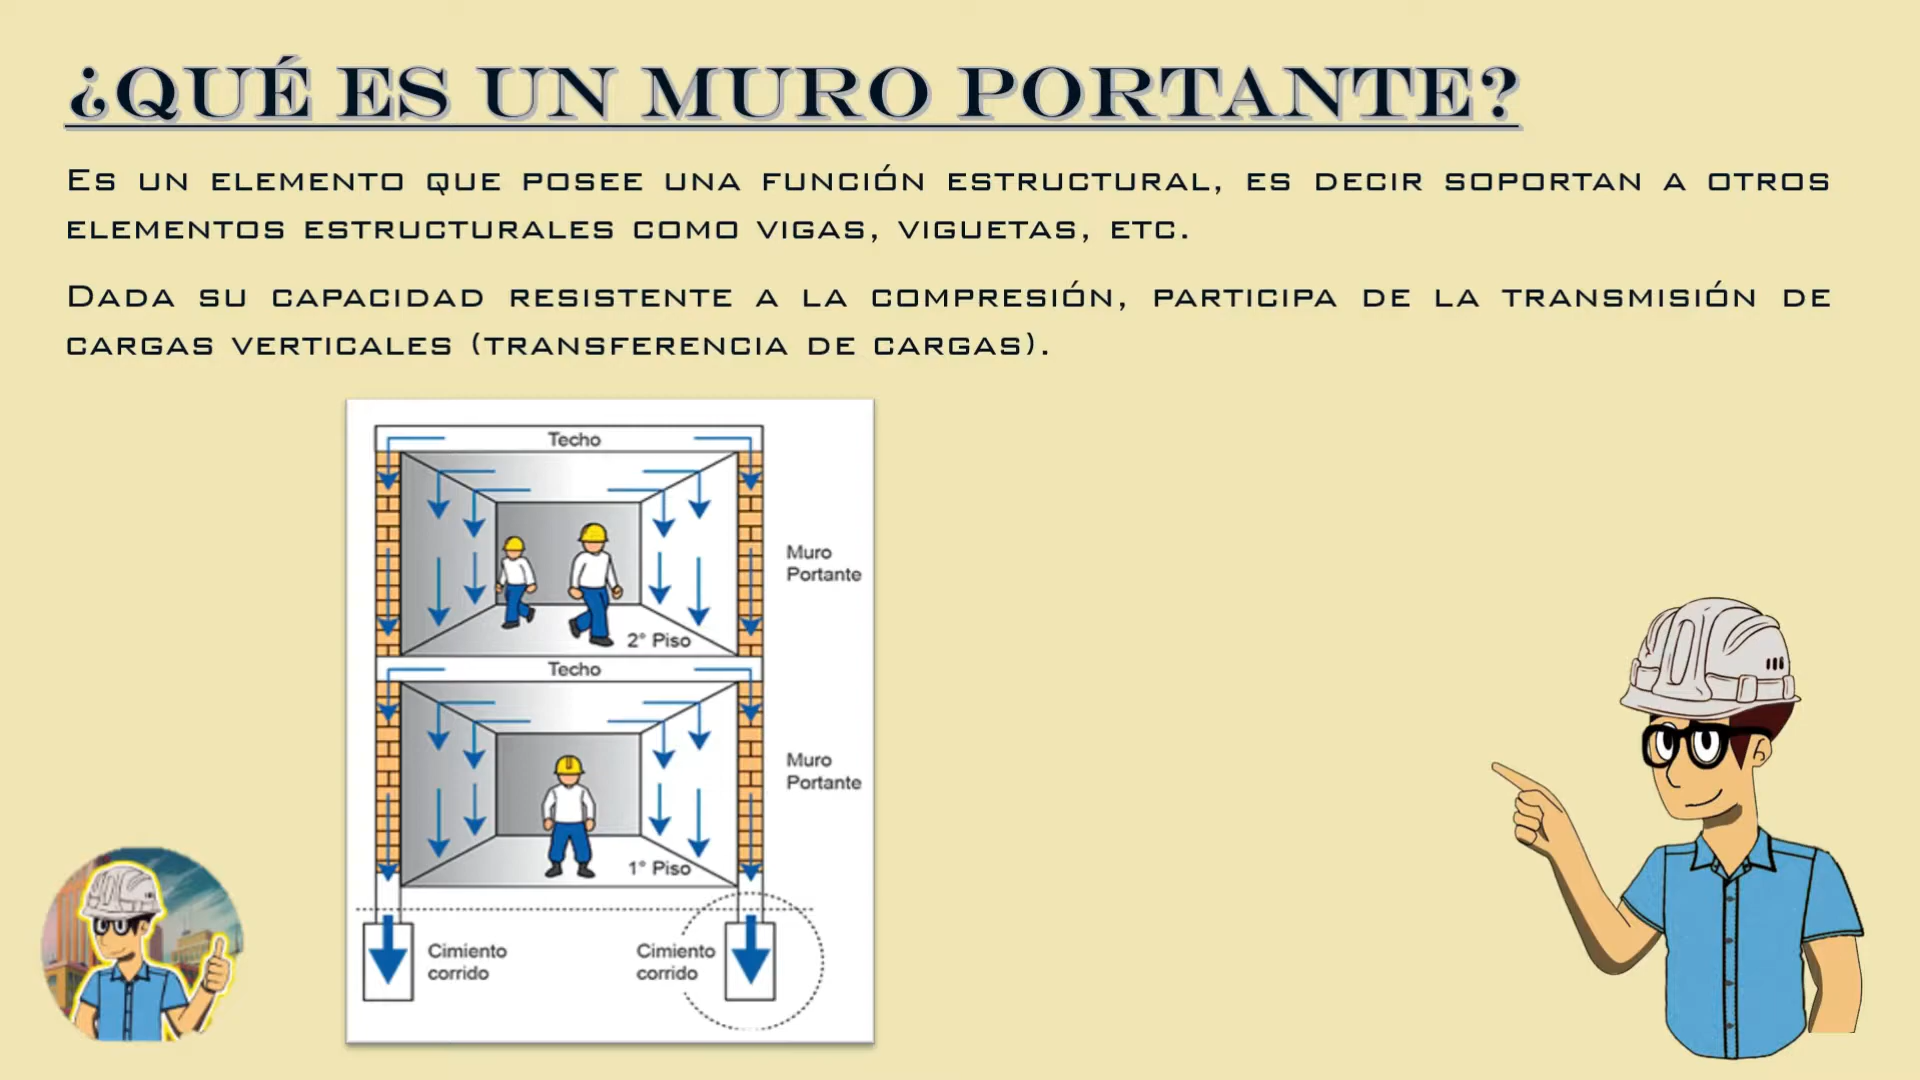 ¿QUÉ ES UN MURO PORTANTE?
ES UN ELEMENTO QUE POSEE UNA FUNCIÓN ESTRUCTURAL, ES DECIR SOPORTAN A OTROS
ELEMENTOS ESTRUCTURALES COMO VIGAS, VIGUETAS, ETC.
DADA SU CAPACIDAD RESISTENTE A LA COMPRESIÓN, PARTICIPA DE LA TRANSMISIÓN DE
CARGAS VERTICALES (TRANSFERENCIA DE CARGAS).
Techo
Muro
Portante
2° Piso
Techo
Muro
Portante
1° Piso
Cimiento
corrido
Cimiento
corrido